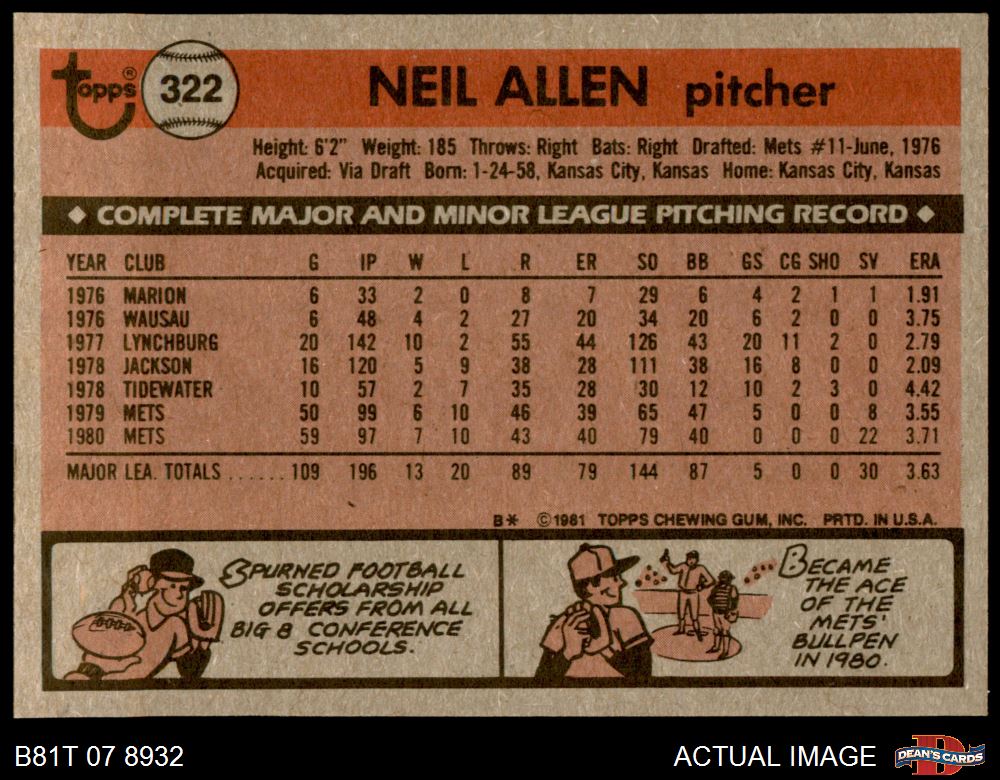 Topps® 322 NEIL ALLEN pitcher
Height: 6'2" Weight: 185 Throws: Right Bats: Right Drafted: Mets #11-June, 1976
Acquired: Via Draft Born: 1-24-58, Kansas City, Kansas Home: Kansas City, Kansas
◆ COMPLETE MAJOR AND MINOR LEAGUE PITCHING RECORD ◆
YEAR CLUB G IP W L R ER SO BB GS CG SHO SV ERA
1976 MARION 6 33 2 0 8 7 29 6 4 2 1 1 1.91
1976 WAUSAU 6 48 4 2 27 20 34 20 6 2 0 0 3.75
1977 LYNCHBURG 20 142 10 2 55 44 126 43 20 11 2 0 2.79
1978 JACKSON 16 120 5 9 38 28 111 38 16 8 0 0 2.09
1978 TIDEWATER 10 57 2 7 35 28 30 12 10 2 3 0 4.42
1979 METS 50 99 6 10 46 39 65 47 5 0 0 8 3.55
1980 METS 59 97 7 10 43 40 79 40 0 0 0 22 3.71
MAJOR LEA. TOTALS ...... 109 196 13 20 89 79 144 87 5 0 0 30 3.63
B* ©1981 TOPPS CHEWING GUM, INC. PRTD. IN U.S.A.
SPURNED FOOTBALL
SCHOLARSHIP
OFFERS FROM ALL
BIG 8 CONFERENCE
SCHOOLS.
BECAME
THE ACE
OF THE
METS'
BULLPEN
IN 1980.
B81T 07 8932
ACTUAL IMAGE
DEAN'S CARDS